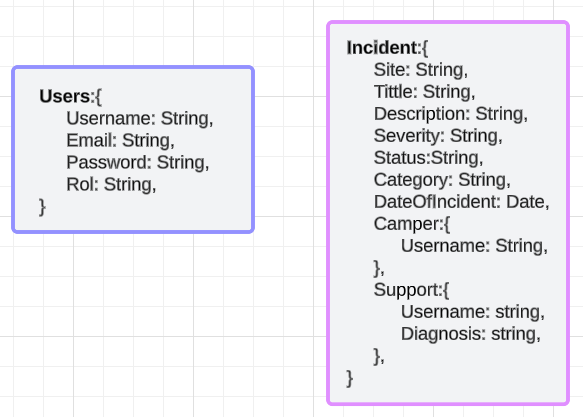 Users:{
Username: String,
Email: String,
Password: String,
Rol: String,
}
Incident:{
Site: String,
Tittle: String,
Description: String,
Severity: String,
Status:String,
Category: String,
DateOfIncident: Date,
Camper:{
Username: String,
},
Support:{
Username: string,
Diagnosis: string,
},
}